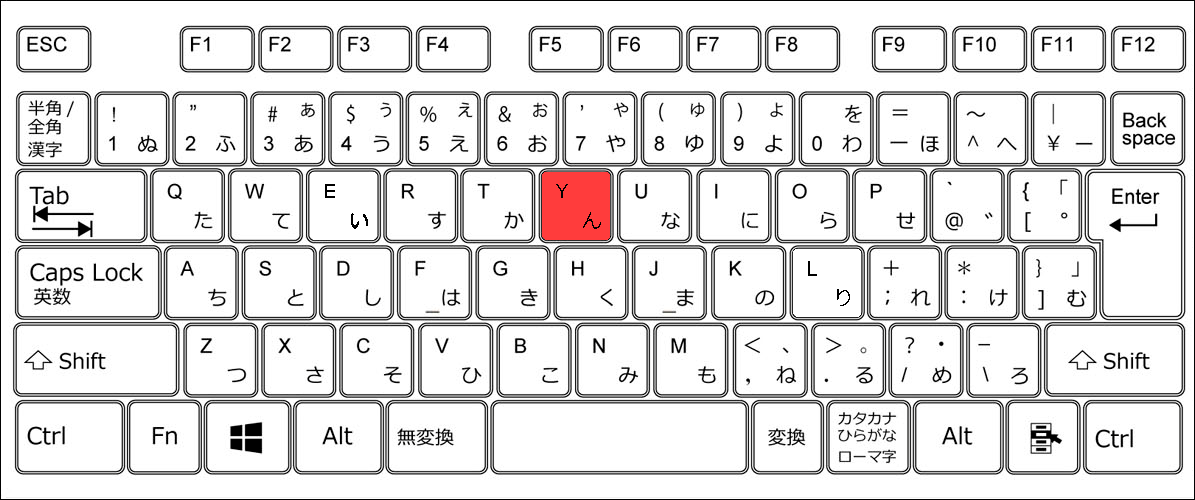 ESC F1 F2 F3 F4 F5 F6 F7 F8 F9 F10 F11 F12
半角/ ! ” # ぁ $ ぅ % ぇ & ぉ ’ ゃ ( ゅ ) ょ を = ～ | Back
全角 1 ぬ 2 ふ 3 あ 4 う 5 え 6 お 7 や 8 ゆ 9 よ 0 わ ー ほ ^ へ ¥ ー space
漢字
Tab Q W E R T Y U I O P ` { 「 Enter
た て い す か ん な に ら せ @ ゛ [ ゜
Caps Lock A S D F G H J K L + * } 」
英数 ち と し _は き く _ま の り ; れ : け ] む
Shift Z X C V B N M < 、 > 。 ? ・ − Shift
つ さ そ ひ こ み も , ね . る / め \ ろ
Ctrl Fn Alt 無変換 変換 カタカナ Alt Ctrl
ひらがな
ローマ字